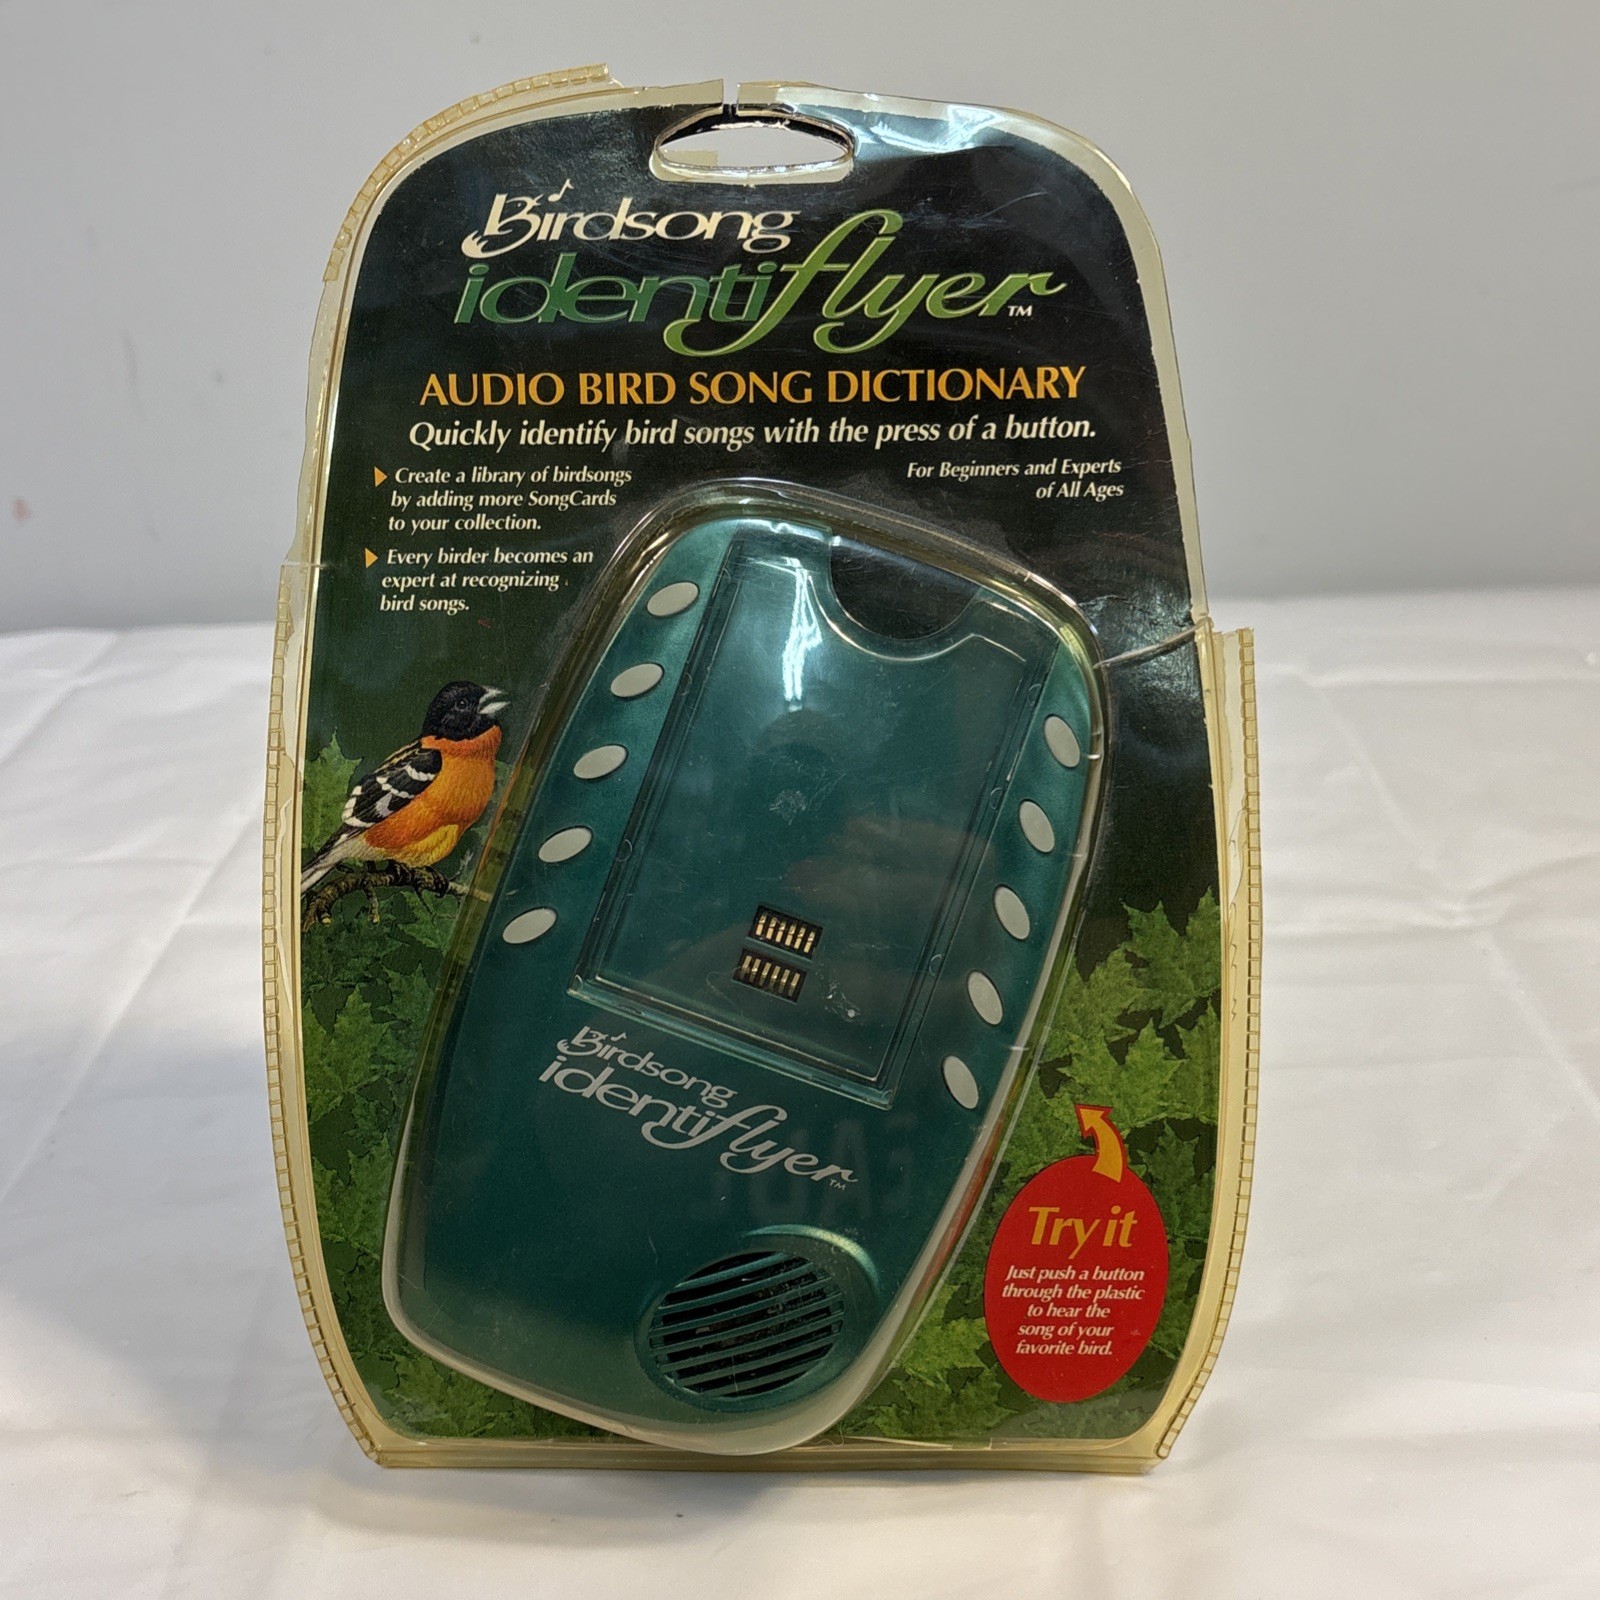 Birdsong
identiflyer™
AUDIO BIRD SONG DICTIONARY
Quickly identify bird songs with the press of a button.
Create a library of birdsongs
by adding more SongCards
to your collection.
Every birder becomes an
expert at recognizing
bird songs.
For Beginners and Experts
of All Ages
Birdsong
identiflyer™
Try it
Just push a button
through the plastic
to hear the
song of your
favorite bird.